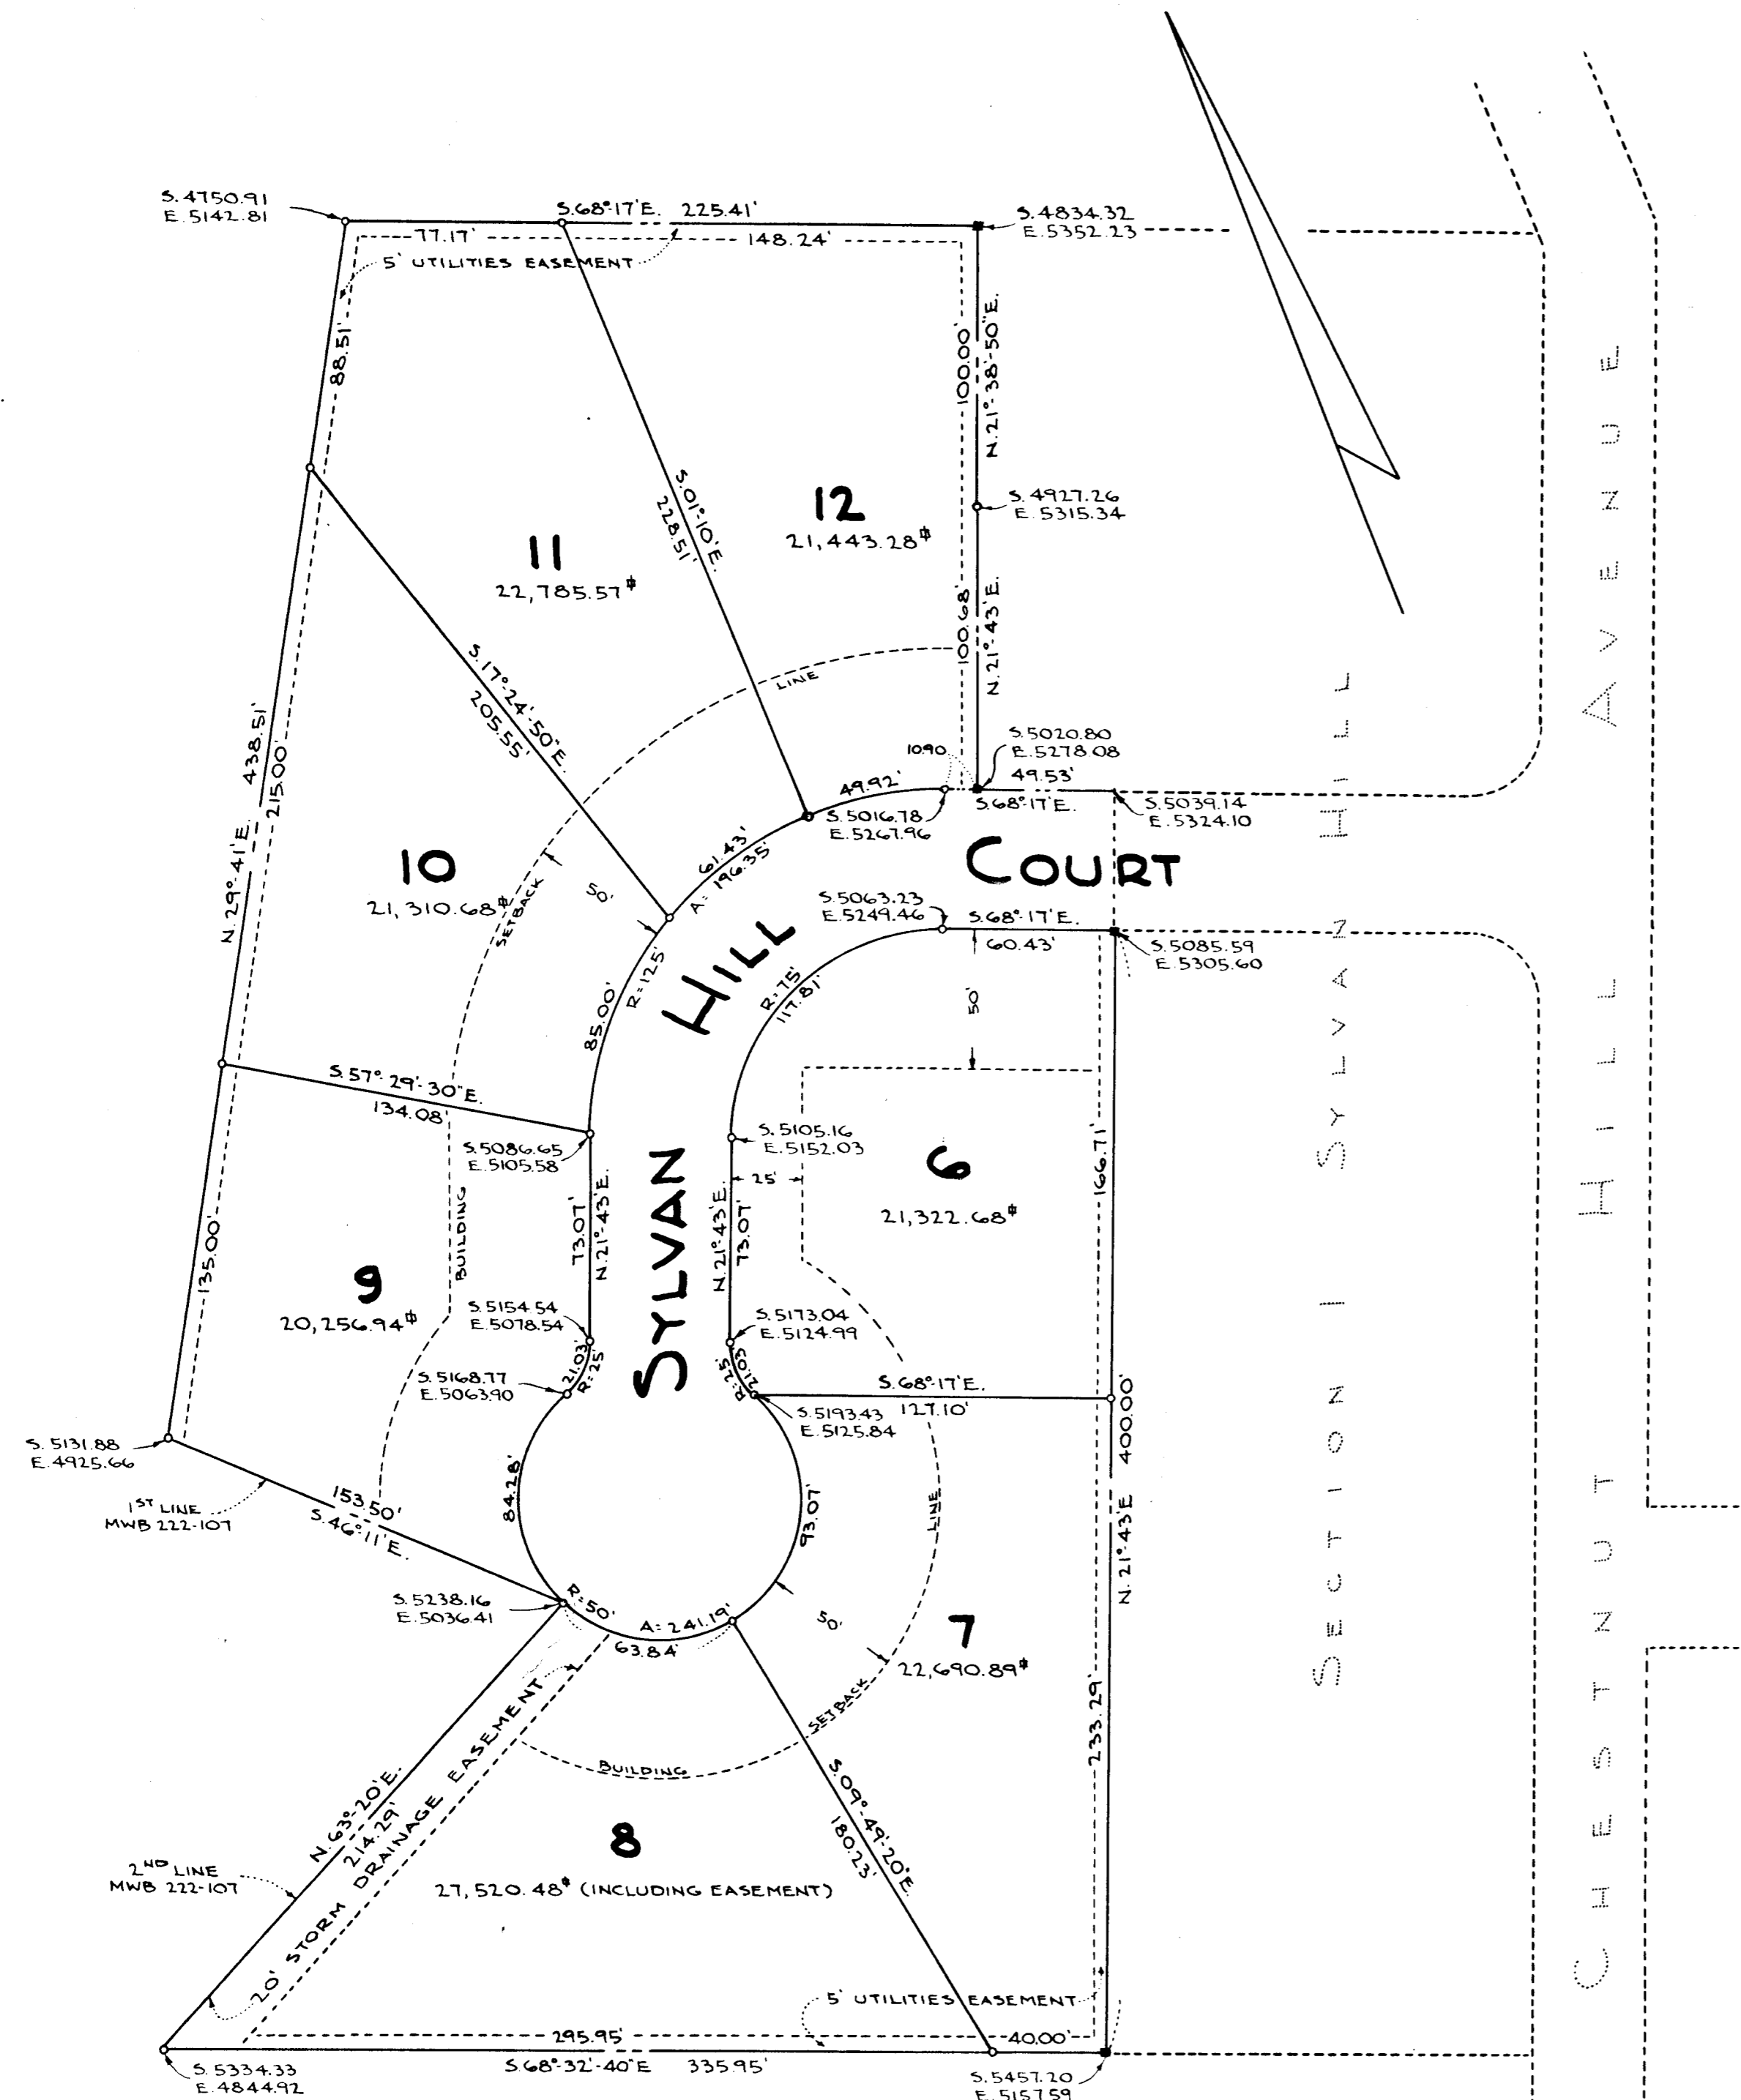 S. 4750.91
E. 5142.81
S.68°-17'E. 225.41'
S. 4834.32
E. 5352.23
77.17'
148.24'
5' UTILITIES EASEMENT
88.51'
100.00'
N.21°-38'-50"E.
S. 4927.26
E. 5315.34
S.01°-10'E.
228.51'
12
21,443.28⌗
11
22,785.57⌗
100.68'
N.21°-43'E.
S.17°-24'-50"E.
205.55'
LINE
N.29°-41'E. 438.51'
215.00'
10.90
S.5020.80
E.5278.08
49.53'
S.68°-17'E.
49.92'
S.5016.78
E.5267.96
S.5039.14
E.5324.10
61.43'
A= 196.35'
10
21,310.68⌗
SETBACK
50'
COURT
S.5063.23
E.5249.46
S.68°-17'E.
60.43'
S.5085.59
E.5305.60
HILL
R=125'
85.00'
R=75'
117.81'
50'
S.57°-29'-30"E.
134.08'
S.5086.65
E.5105.58
S.5105.16
E.5152.03
25'
6
21,322.68⌗
166.71'
BUILDING
73.07'
N.21°-43'E.
SYLVAN
N.21°-43'E.
73.07'
135.00'
9
20,256.94⌗
S.5154.54
E.5078.54
S.5173.04
E.5124.99
21.03'
R=25'
R=25'
21.03
S.5168.77
E.5063.90
S.68°-17'E.
127.10'
S.5193.43
E.5125.84
N.21°-43'E 400.00'
S. 5131.88
E. 4925.66
1ST LINE
MWB 222-107
153.50'
S.46°-11'E.
84.28'
93.07'
LINE
S.5238.16
E.5036.41
R=50'
A= 241.19'
63.84'
50'
7
22,690.89⌗
SETBACK
BUILDING
233.29'
N. 63°-20'E.
214.29'
20' STORM DRAINAGE EASEMENT
S.09°-49'-20"E.
180.23'
8
27,520.48⌗ (INCLUDING EASEMENT)
2ND LINE
MWB 222-107
5' UTILITIES EASEMENT
295.95'
40.00'
S.68°-32'-40"E 335.95'
S.5334.33
E.4844.92
S.5457.20
E.5157.59
SECTION I SYLVAN HILL
CHESTNUT HILL AVENUE